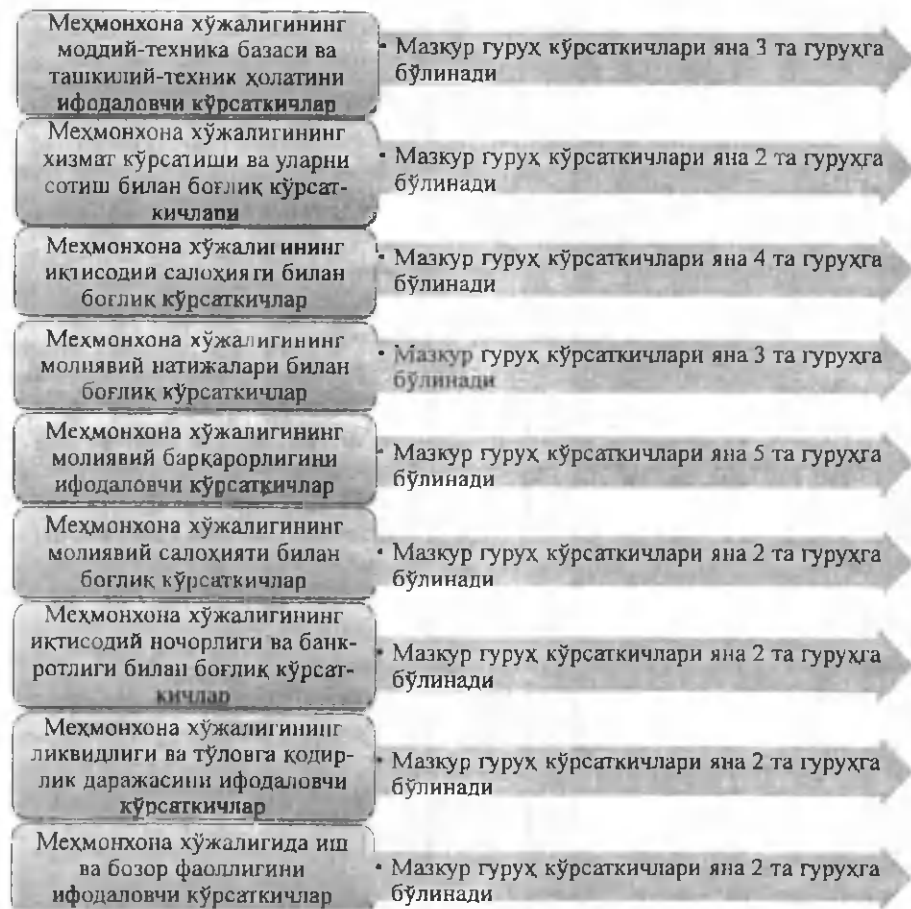 Меҳмонхона хўжалигининг
моддий-техника базаси ва
ташкилий-техник ҳолатини
ифодаловчи кўрсаткичлар
• Мазкур гуруҳ кўрсаткичлари яна 3 та гуруҳга
бўлинади
Меҳмонхона хўжалигининг
хизмат кўрсатиши ва уларни
сотиш билан боғлиқ кўрсат-
кичлари
• Мазкур гуруҳ кўрсаткичлари яна 2 та гуруҳга
бўлинади
Меҳмонхона хўжалигининг
иқтисодий салоҳияти билан
боғлиқ кўрсаткичлар
• Мазкур гуруҳ кўрсаткичлари яна 4 та гуруҳга
бўлинади
Меҳмонхона хўжалигининг
молиявий натижалари билан
боғлиқ кўрсаткичлар
• Мазкур гуруҳ кўрсаткичлари яна 3 та гуруҳга
бўлинади
Меҳмонхона хўжалигининг
молиявий барқарорлигини
ифодаловчи кўрсаткичлар
• Мазкур гуруҳ кўрсаткичлари яна 5 та гуруҳга
бўлинади
Меҳмонхона хўжалигининг
молиявий салоҳияти билан
боғлиқ кўрсаткичлар
• Мазкур гуруҳ кўрсаткичлари яна 2 та гуруҳга
бўлинади
Меҳмонхона хўжалигининг
иқтисодий ночорлиги ва банк-
ротлиги билан боғлиқ кўрсат-
кичлар
• Мазкур гуруҳ кўрсаткичлари яна 2 та гуруҳга
бўлинади
Меҳмонхона хўжалигининг
ликвидлиги ва тўловга қодир-
лик даражасини ифодаловчи
кўрсаткичлар
• Мазкур гуруҳ кўрсаткичлари яна 2 та гуруҳга
бўлинади
Меҳмонхона хўжалигида иш
ва бозор фаоллигини
ифодаловчи кўрсаткичлар
• Мазкур гуруҳ кўрсаткичлари яна 2 та гуруҳга
бўлинади